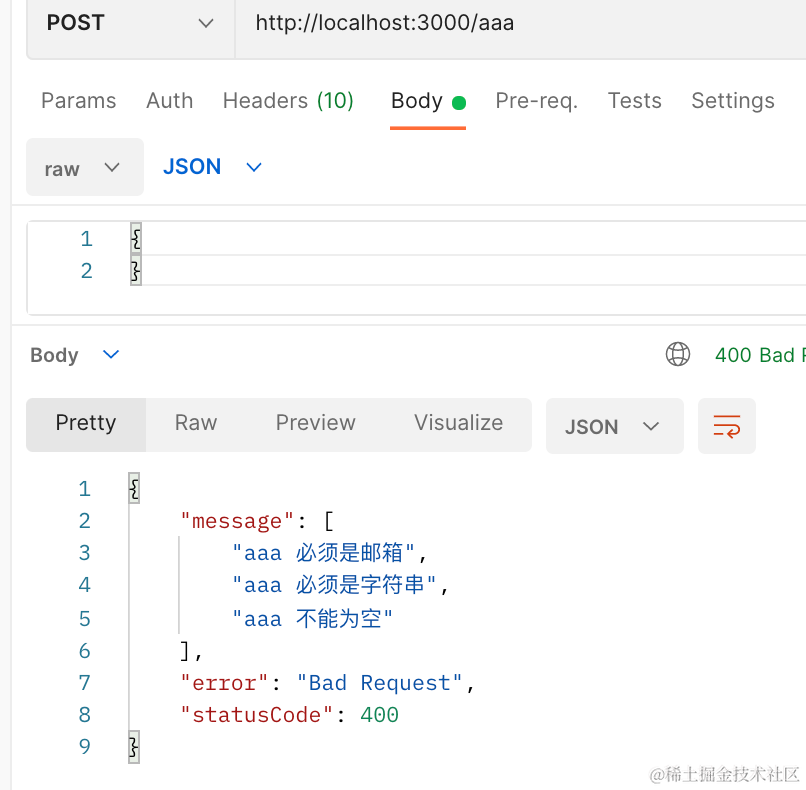 POST http://localhost:3000/aaa
Params Auth Headers (10) Body Pre-req. Tests Settings
raw JSON
1 {
2 }
Body 400 Bad
Pretty Raw Preview Visualize JSON
1 {
2 "message": [
3 "aaa 必须是邮箱",
4 "aaa 必须是字符串",
5 "aaa 不能为空"
6 ],
7 "error": "Bad Request",
8 "statusCode": 400
9 }
@稀土掘金技术社区